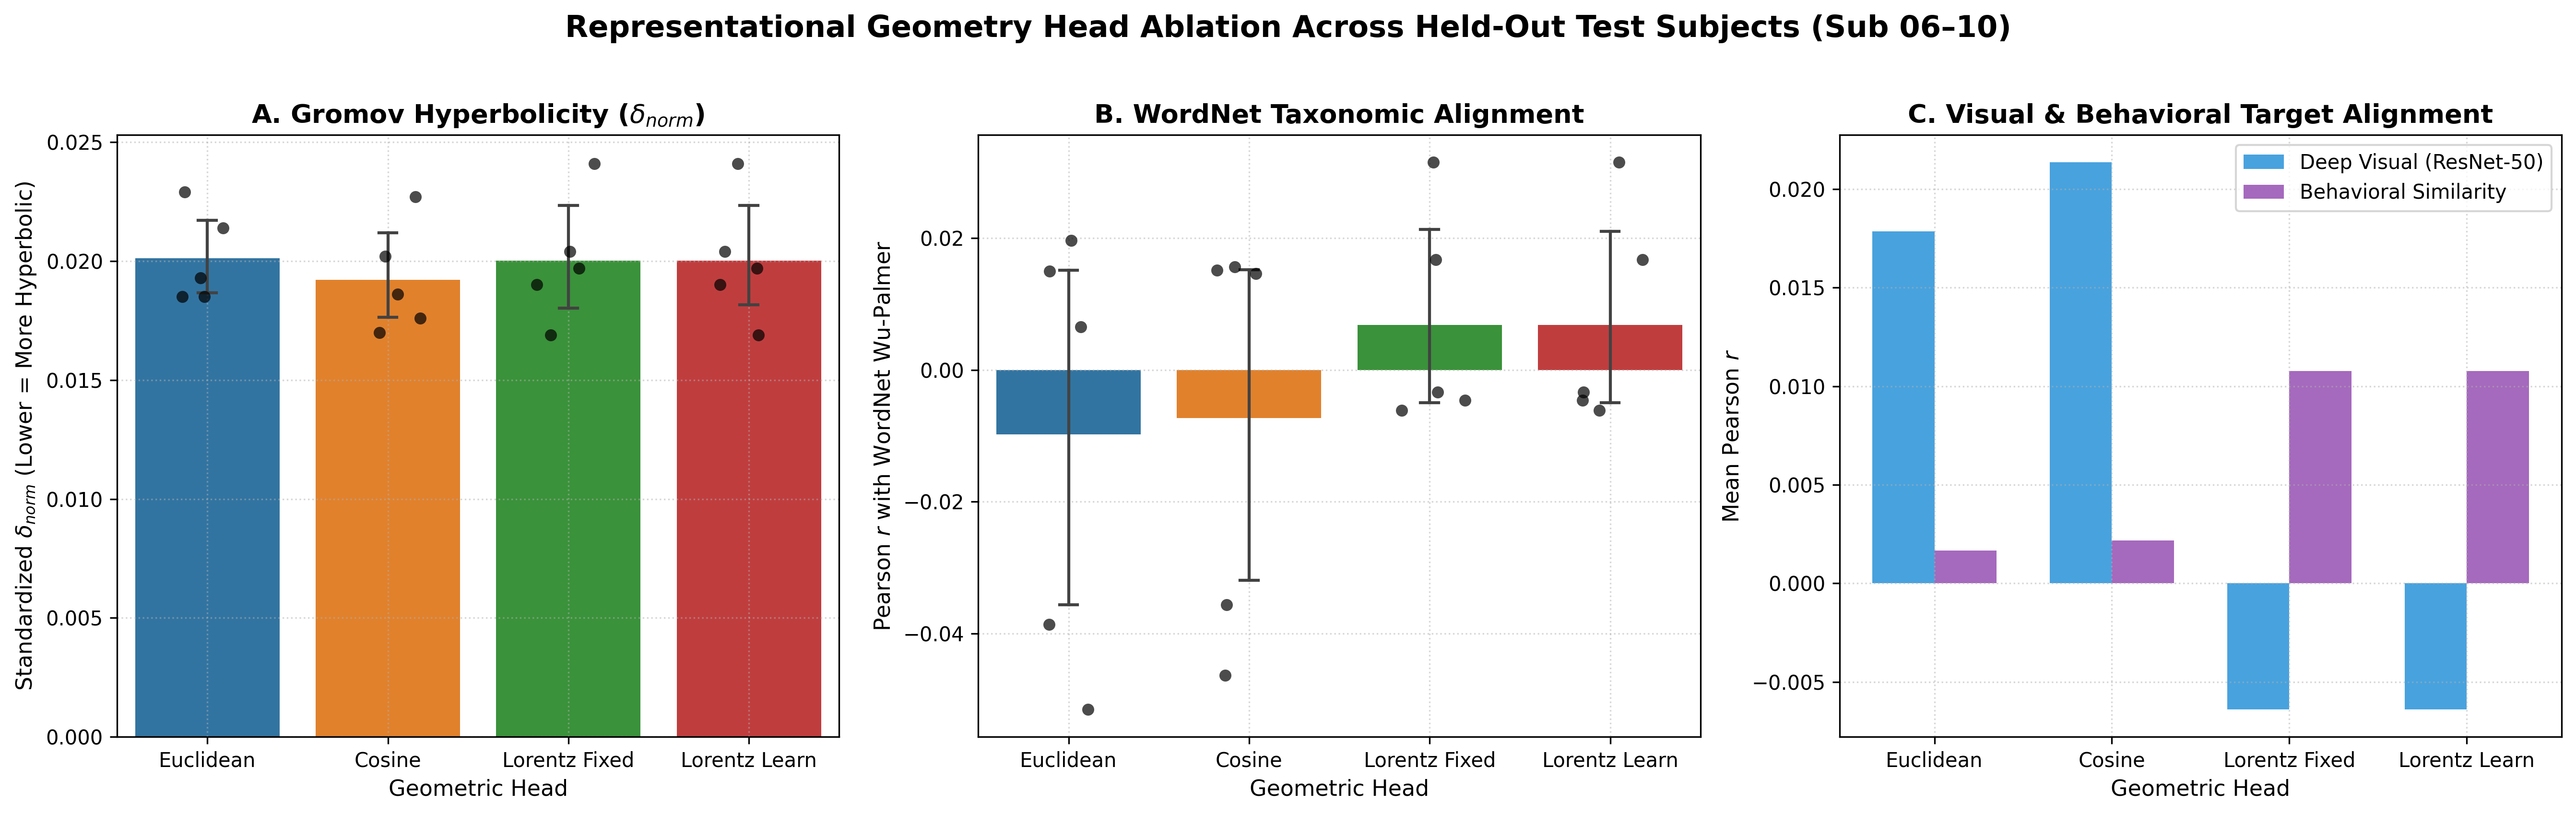 Representational Geometry Head Ablation Across Held-Out Test Subjects (Sub 06–10)
A. Gromov Hyperbolicity (δnorm)
Standardized δnorm (Lower = More Hyperbolic)
0.025
0.020
0.015
0.010
0.005
0.000
Euclidean
Cosine
Lorentz Fixed
Lorentz Learn
Geometric Head
B. WordNet Taxonomic Alignment
Pearson r with WordNet Wu-Palmer
0.02
0.00
−0.02
−0.04
Euclidean
Cosine
Lorentz Fixed
Lorentz Learn
Geometric Head
C. Visual & Behavioral Target Alignment
Deep Visual (ResNet-50)
Behavioral Similarity
Mean Pearson r
0.020
0.015
0.010
0.005
0.000
−0.005
Euclidean
Cosine
Lorentz Fixed
Lorentz Learn
Geometric Head